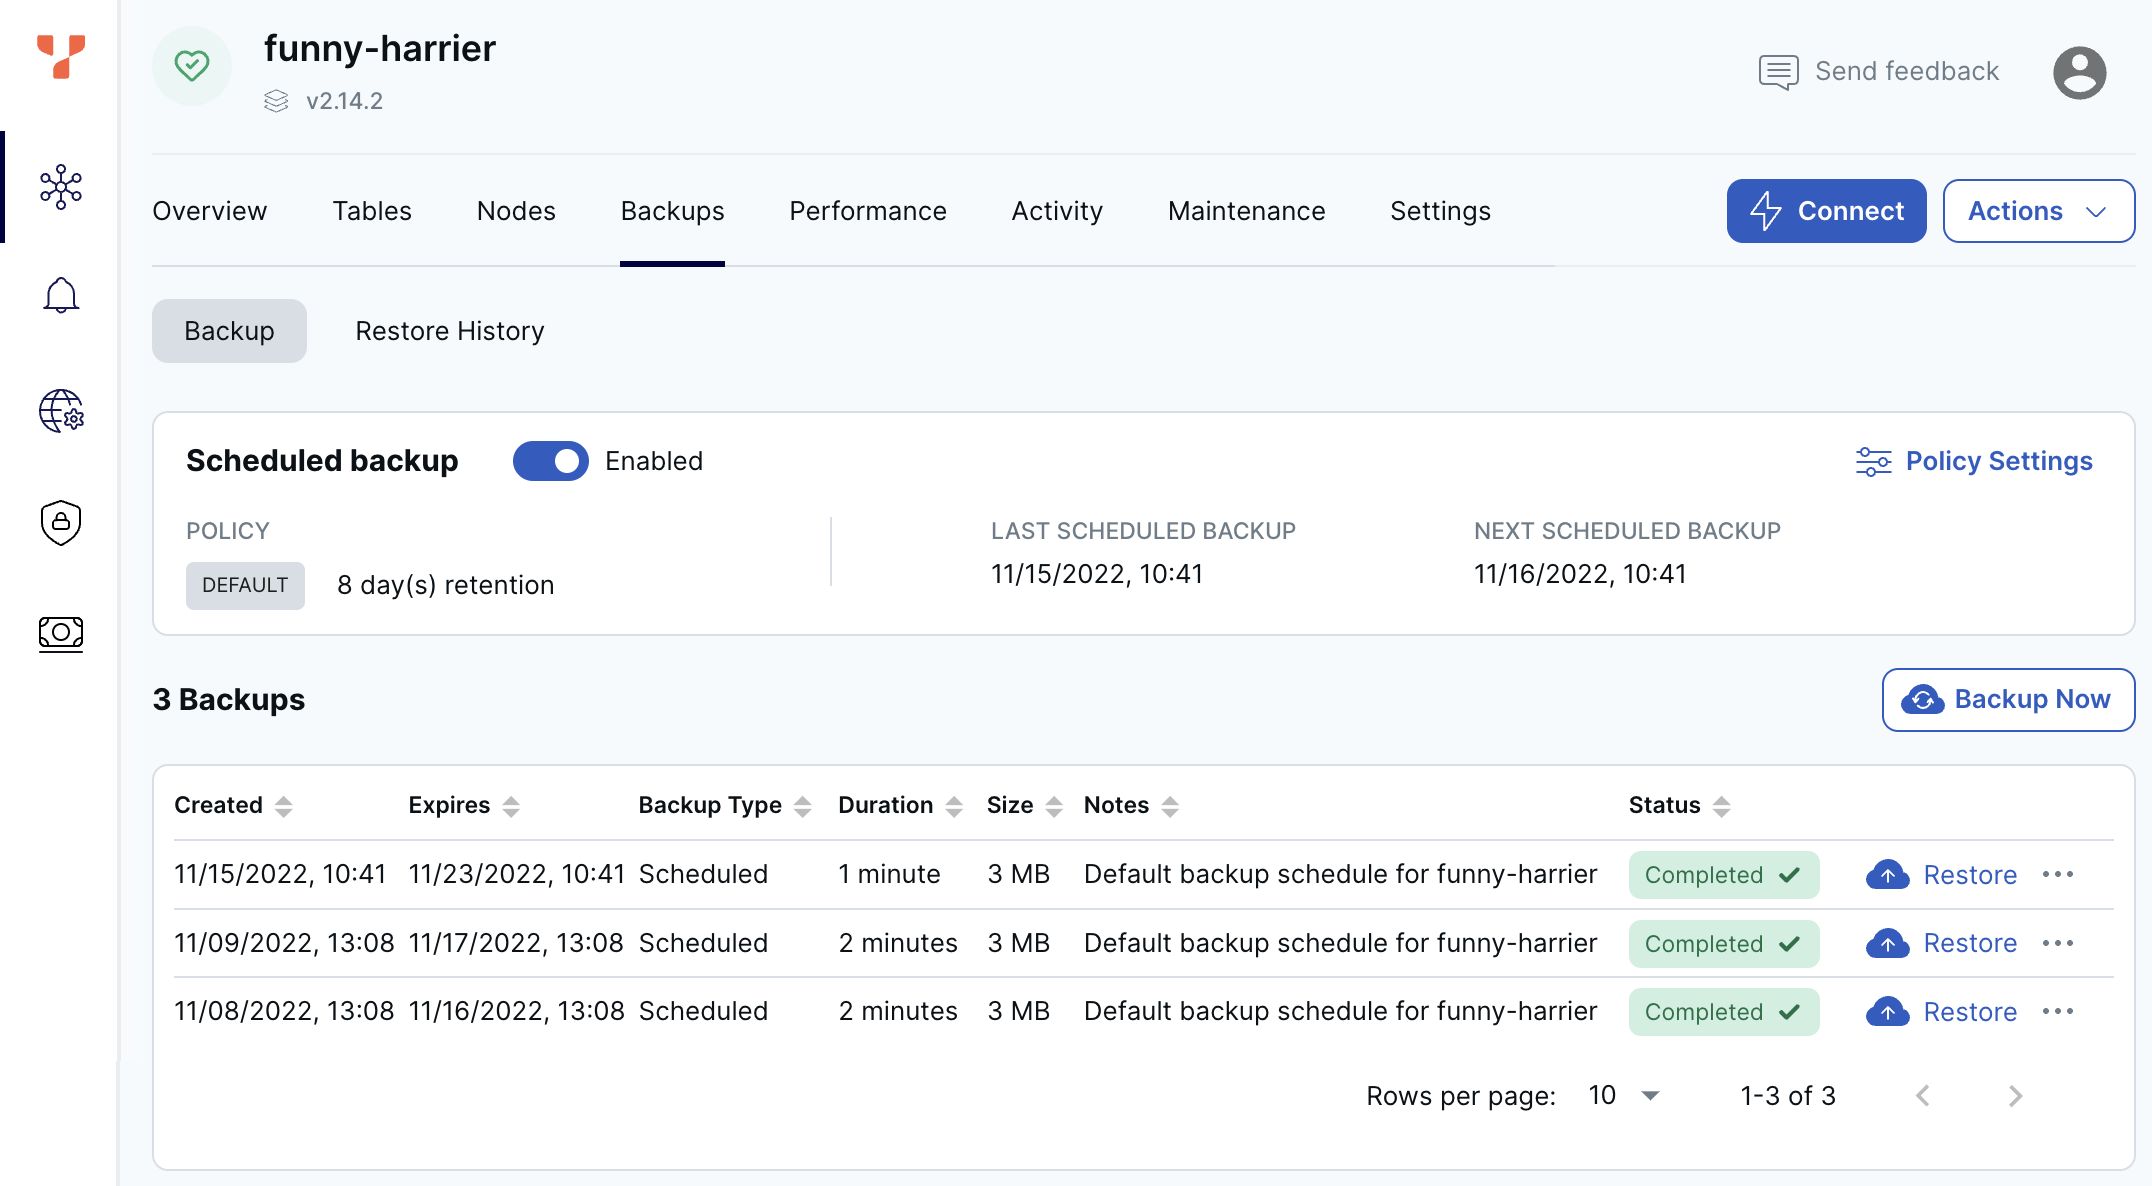 funny-harrier
v2.14.2
Send feedback
Overview Tables Nodes Backups Performance Activity Maintenance Settings Connect Actions
Backup Restore History
Scheduled backup Enabled Policy Settings
POLICY LAST SCHEDULED BACKUP NEXT SCHEDULED BACKUP
DEFAULT 8 day(s) retention 11/15/2022, 10:41 11/16/2022, 10:41
3 Backups Backup Now
Created Expires Backup Type Duration Size Notes Status
11/15/2022, 10:41 11/23/2022, 10:41 Scheduled 1 minute 3 MB Default backup schedule for funny-harrier Completed Restore
11/09/2022, 13:08 11/17/2022, 13:08 Scheduled 2 minutes 3 MB Default backup schedule for funny-harrier Completed Restore
11/08/2022, 13:08 11/16/2022, 13:08 Scheduled 2 minutes 3 MB Default backup schedule for funny-harrier Completed Restore
Rows per page: 10 1-3 of 3